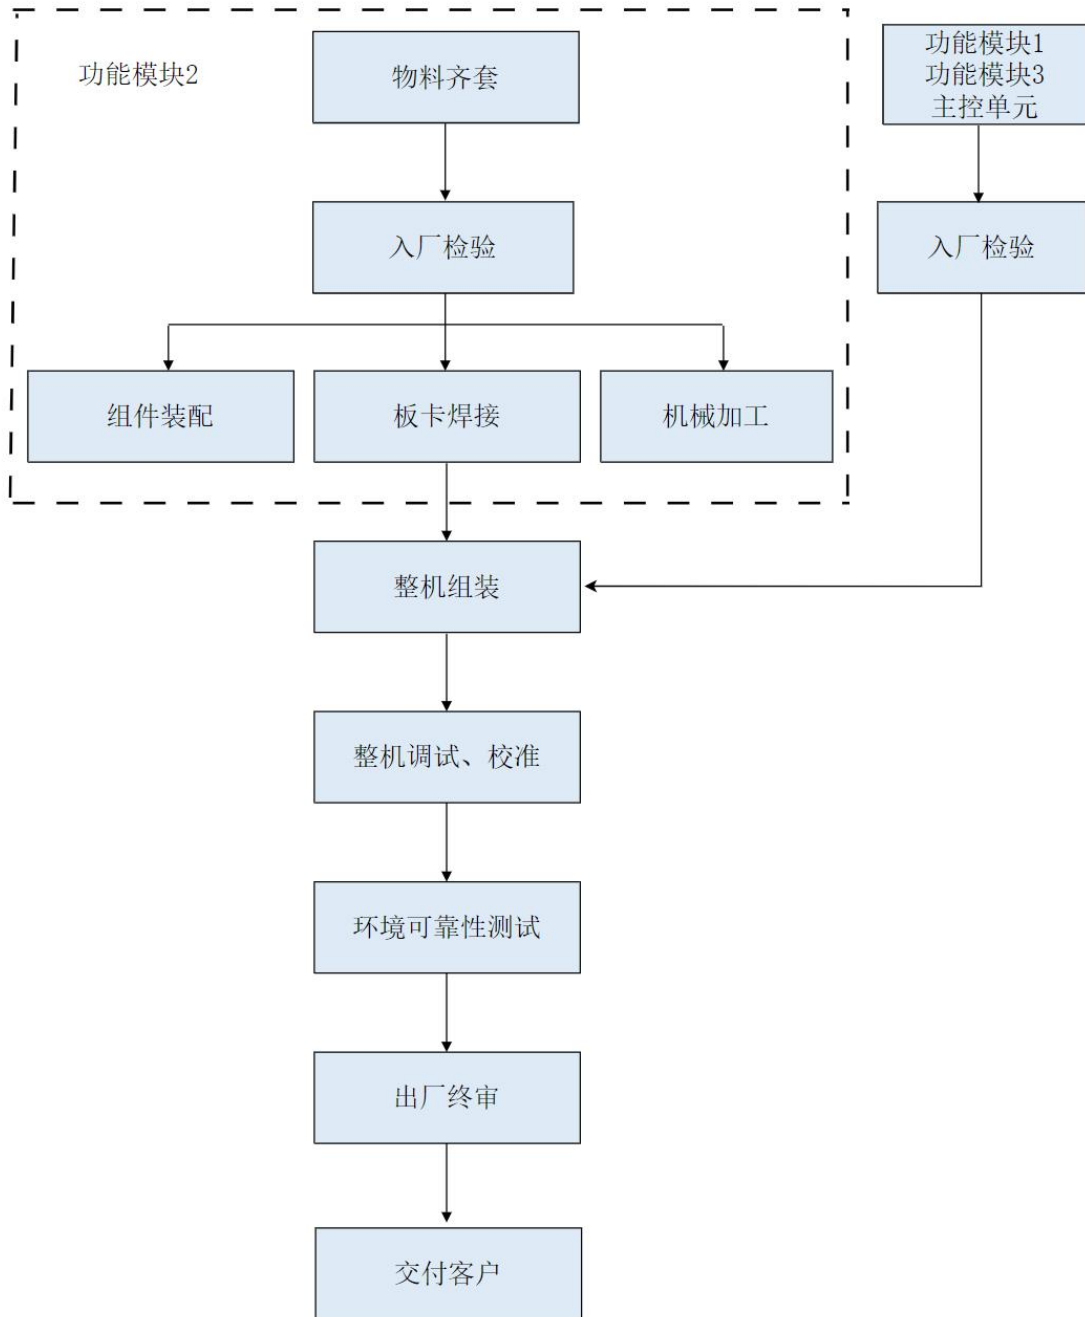 功能模块2
物料齐套
功能模块1
功能模块3
主控单元
入厂检验
入厂检验
组件装配
板卡焊接
机械加工
整机组装
整机调试、校准
环境可靠性测试
出厂终审
交付客户